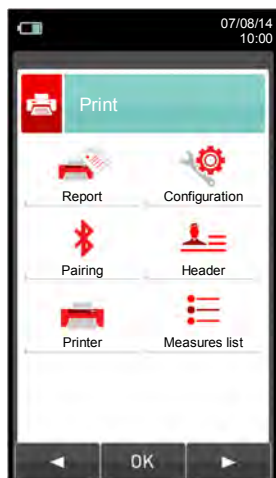 07/08/14
10:00
Print
Report Configuration
Pairing Header
Printer Measures list
OK